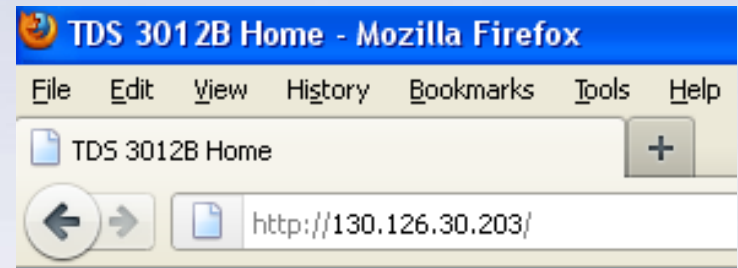 TDS 3012B Home - Mozilla Firefox
File Edit View History Bookmarks Tools Help
TDS 3012B Home +
http://130.126.30.203/